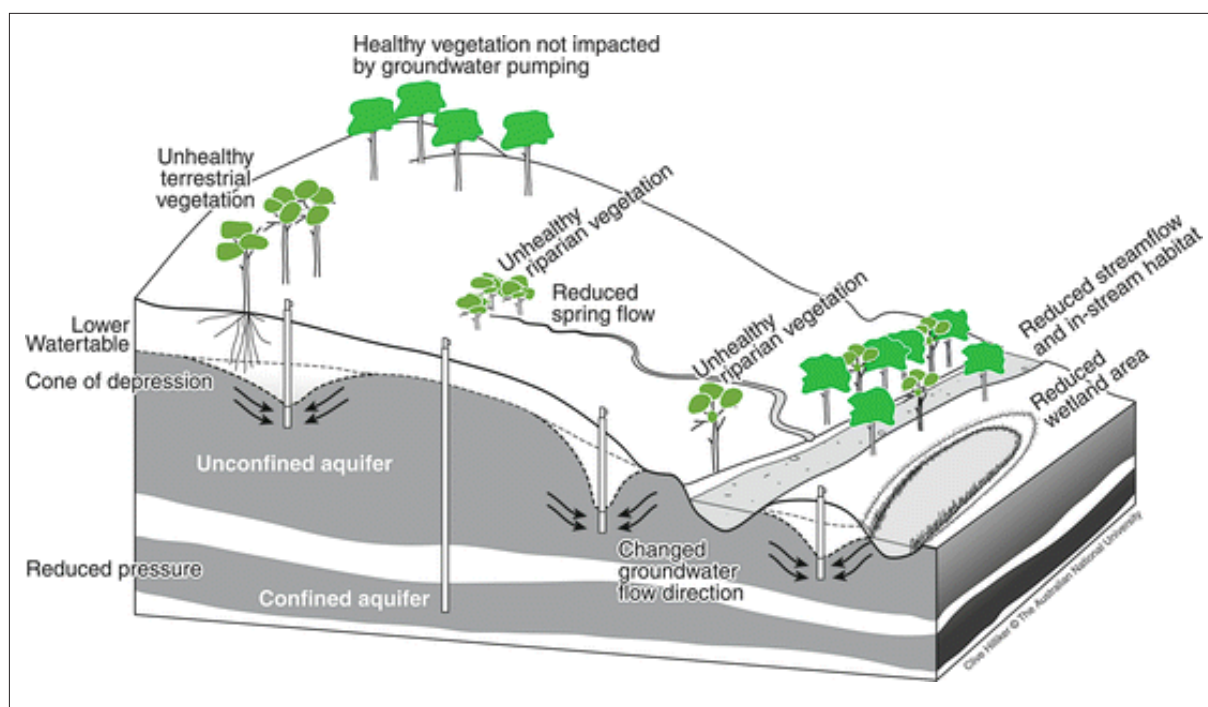 Healthy vegetation not impacted
by groundwater pumping
Unhealthy
terrestrial
vegetation
Unhealthy
riparian vegetation
Reduced
spring flow
Unhealthy
riparian vegetation
Reduced streamflow
and in-stream habitat
Reduced
wetland area
Lower
Watertable
Cone of depression
Unconfined aquifer
Changed
groundwater
flow direction
Reduced pressure
Confined aquifer
Clive Hilliker © The Australian National University